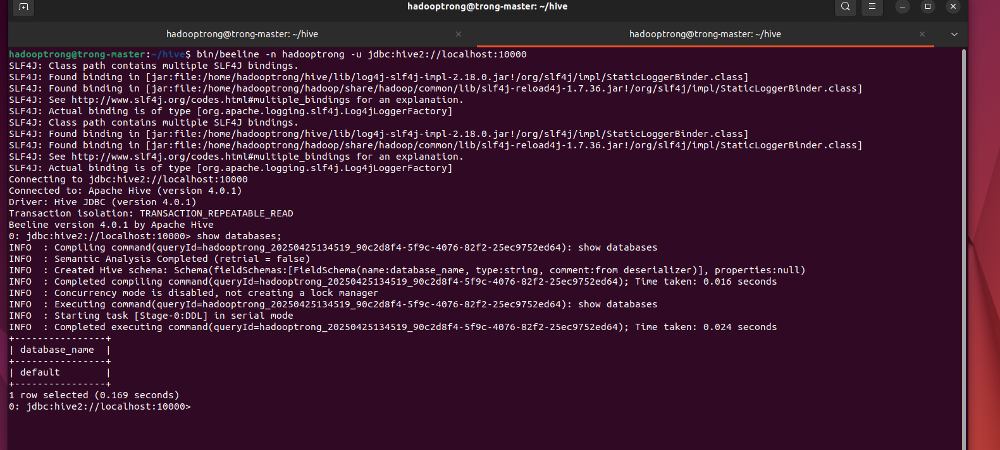 hadooptrong@trong-master: ~/hive
hadooptrong@trong-master: ~/hive
hadooptrong@trong-master: ~/hive
hadooptrong@trong-master:~/hive$ bin/beeline -n hadooptrong -u jdbc:hive2://localhost:10000
SLF4J: Class path contains multiple SLF4J bindings.
SLF4J: Found binding in [jar:file:/home/hadooptrong/hive/lib/log4j-slf4j-impl-2.18.0.jar!/org/slf4j/impl/StaticLoggerBinder.class]
SLF4J: Found binding in [jar:file:/home/hadooptrong/hadoop/share/hadoop/common/lib/slf4j-reload4j-1.7.36.jar!/org/slf4j/impl/StaticLoggerBinder.class]
SLF4J: See http://www.slf4j.org/codes.html#multiple_bindings for an explanation.
SLF4J: Actual binding is of type [org.apache.logging.slf4j.Log4jLoggerFactory]
SLF4J: Class path contains multiple SLF4J bindings.
SLF4J: Found binding in [jar:file:/home/hadooptrong/hive/lib/log4j-slf4j-impl-2.18.0.jar!/org/slf4j/impl/StaticLoggerBinder.class]
SLF4J: Found binding in [jar:file:/home/hadooptrong/hadoop/share/hadoop/common/lib/slf4j-reload4j-1.7.36.jar!/org/slf4j/impl/StaticLoggerBinder.class]
SLF4J: See http://www.slf4j.org/codes.html#multiple_bindings for an explanation.
SLF4J: Actual binding is of type [org.apache.logging.slf4j.Log4jLoggerFactory]
Connecting to jdbc:hive2://localhost:10000
Connected to: Apache Hive (version 4.0.1)
Driver: Hive JDBC (version 4.0.1)
Transaction isolation: TRANSACTION_REPEATABLE_READ
Beeline version 4.0.1 by Apache Hive
0: jdbc:hive2://localhost:10000> show databases;
INFO  : Compiling command(queryId=hadooptrong_20250425134519_90c2d8f4-5f9c-4076-82f2-25ec9752ed64): show databases
INFO  : Semantic Analysis Completed (retrial = false)
INFO  : Created Hive schema: Schema(fieldSchemas:[FieldSchema(name:database_name, type:string, comment:from deserializer)], properties:null)
INFO  : Completed compiling command(queryId=hadooptrong_20250425134519_90c2d8f4-5f9c-4076-82f2-25ec9752ed64); Time taken: 0.016 seconds
INFO  : Concurrency mode is disabled, not creating a lock manager
INFO  : Executing command(queryId=hadooptrong_20250425134519_90c2d8f4-5f9c-4076-82f2-25ec9752ed64): show databases
INFO  : Starting task [Stage-0:DDL] in serial mode
INFO  : Completed executing command(queryId=hadooptrong_20250425134519_90c2d8f4-5f9c-4076-82f2-25ec9752ed64); Time taken: 0.024 seconds
+----------------+
| database_name  |
+----------------+
| default        |
+----------------+
1 row selected (0.169 seconds)
0: jdbc:hive2://localhost:10000>